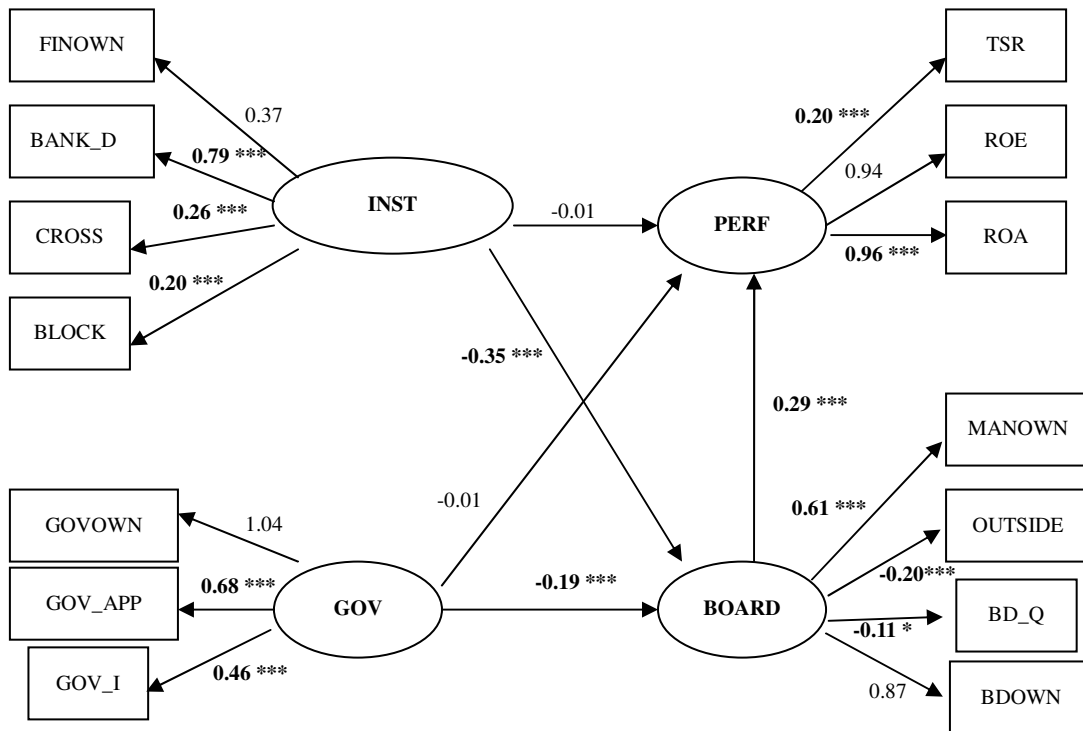 FINOWN
TSR
0.37
0.20 ***
BANK_D
0.79 ***
0.94
ROE
INST
-0.01
PERF
CROSS
0.26 ***
0.96 ***
ROA
BLOCK
0.20 ***
-0.35 ***
0.29 ***
MANOWN
-0.01
0.61 ***
GOVOWN
1.04
OUTSIDE
-0.20***
GOV_APP
0.68 ***
GOV
-0.19 ***
BOARD
-0.11 *
BD_Q
GOV_I
0.46 ***
0.87
BDOWN